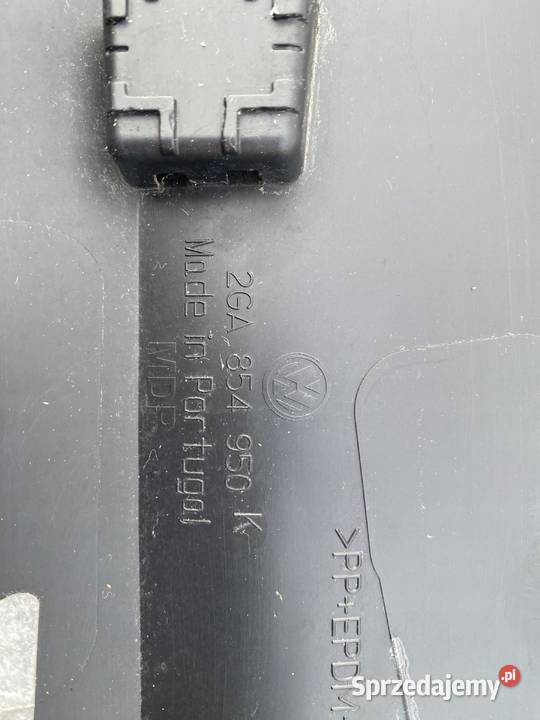 2GA 854 950 K
Made in Portugal
MDP <
>PP+EPDM-
Sprzedajemy.pl